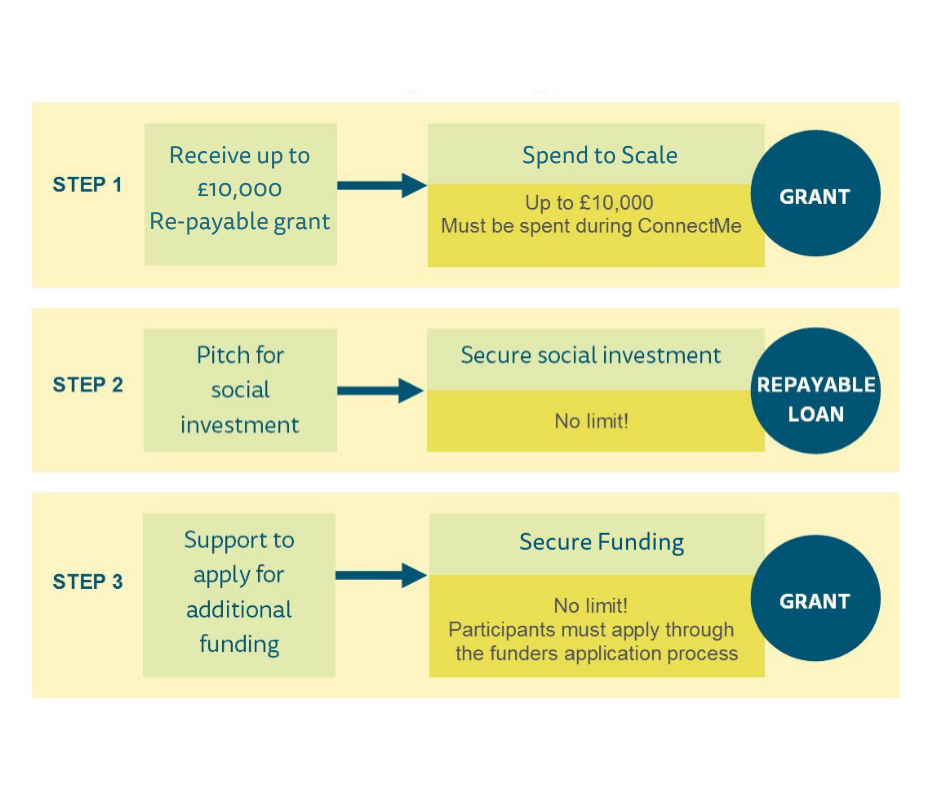 STEP 1
Receive up to
£10,000
Re-payable grant
Spend to Scale
Up to £10,000
Must be spent during ConnectMe
GRANT
STEP 2
Pitch for
social
investment
Secure social investment
No limit!
REPAYABLE
LOAN
STEP 3
Support to
apply for
additional
funding
Secure Funding
No limit!
Participants must apply through
the funders application process
GRANT